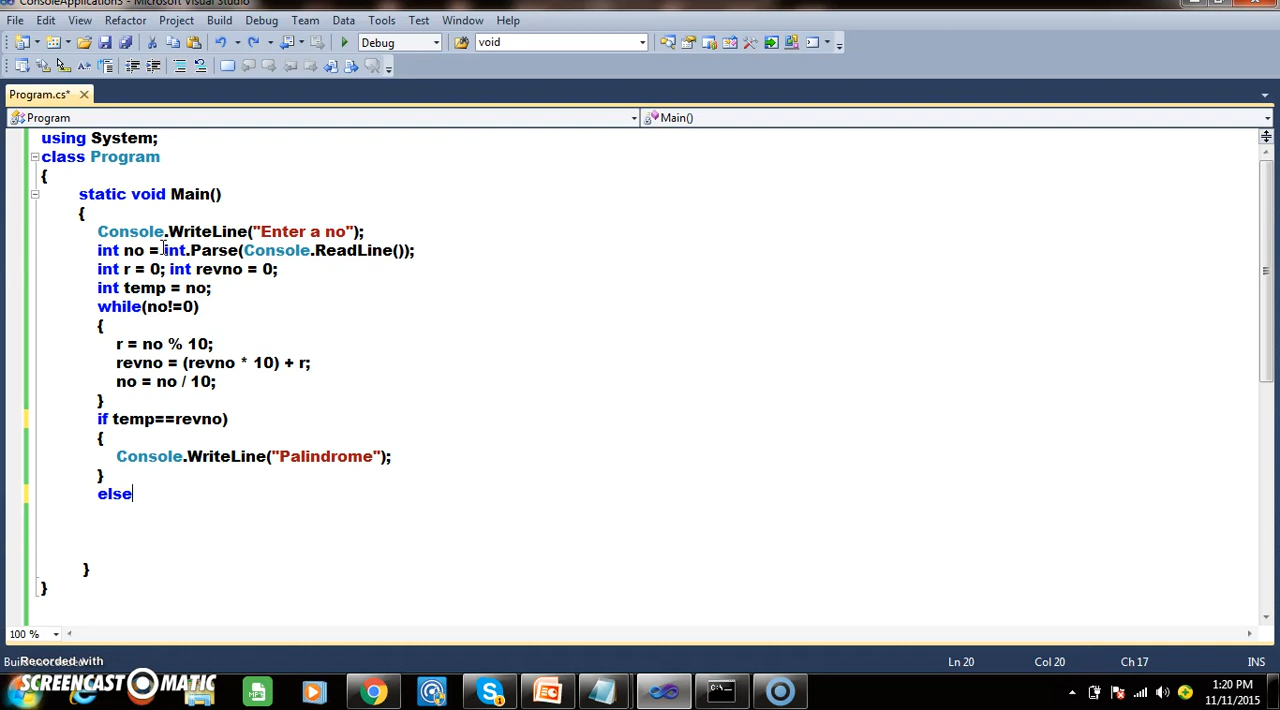 ConsoleApplication3 - Microsoft Visual Studio
File Edit View Refactor Project Build Debug Team Data Tools Test Window Help
Debug void
Program.cs*
Program Main()
using System;
class Program
{
static void Main()
{
Console.WriteLine("Enter a no");
int no = int.Parse(Console.ReadLine());
int r = 0; int revno = 0;
int temp = no;
while(no!=0)
{
r = no % 10;
revno = (revno * 10) + r;
no = no / 10;
}
if temp==revno)
{
Console.WriteLine("Palindrome");
}
else
}
}
100 %
Ln 20 Col 20 Ch 17 INS
Recorded with
SCREENCAST MATIC
MP3
1:20 PM
11/11/2015